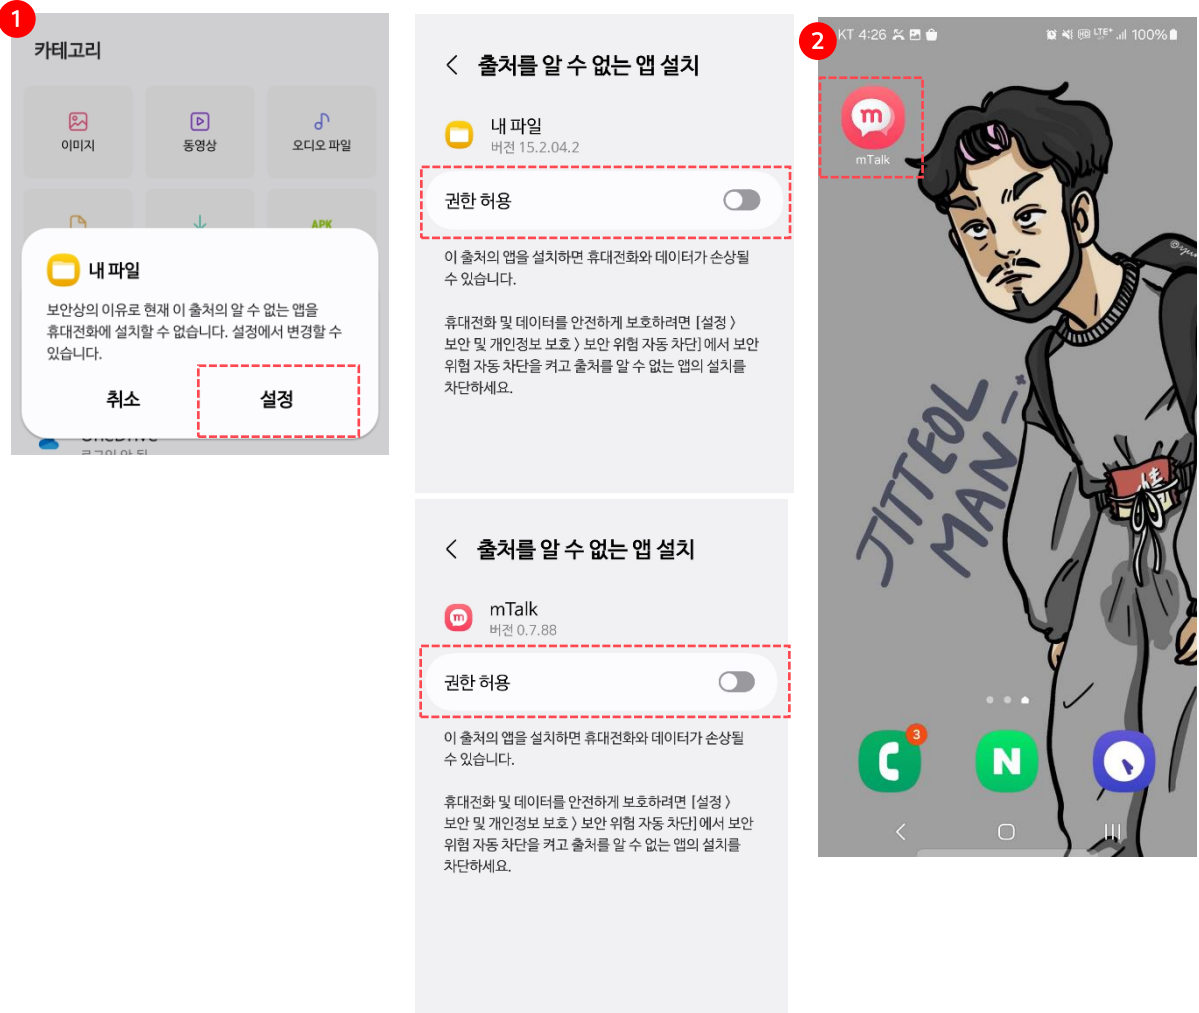 1
카테고리
이미지
동영상
오디오 파일
APK
내 파일
보안상의 이유로 현재 이 출처의 알 수 없는 앱을
휴대전화에 설치할 수 없습니다. 설정에서 변경할 수
있습니다.
취소
설정
OneDrive
로그인 안 됨
출처를 알 수 없는 앱 설치
내 파일
버전 15.2.04.2
권한 허용
이 출처의 앱을 설치하면 휴대전화와 데이터가 손상될
수 있습니다.
휴대전화 및 데이터를 안전하게 보호하려면 [설정 >
보안 및 개인정보 보호 > 보안 위험 자동 차단]에서 보안
위험 자동 차단을 켜고 출처를 알 수 없는 앱의 설치를
차단하세요.
출처를 알 수 없는 앱 설치
m
mTalk
버전 0.7.88
권한 허용
이 출처의 앱을 설치하면 휴대전화와 데이터가 손상될
수 있습니다.
휴대전화 및 데이터를 안전하게 보호하려면 [설정 >
보안 및 개인정보 보호 > 보안 위험 자동 차단]에서 보안
위험 자동 차단을 켜고 출처를 알 수 없는 앱의 설치를
차단하세요.
2
KT 4:26
HD LTE+ 100%
m
mTalk
JITTEOL
MAN
3
N